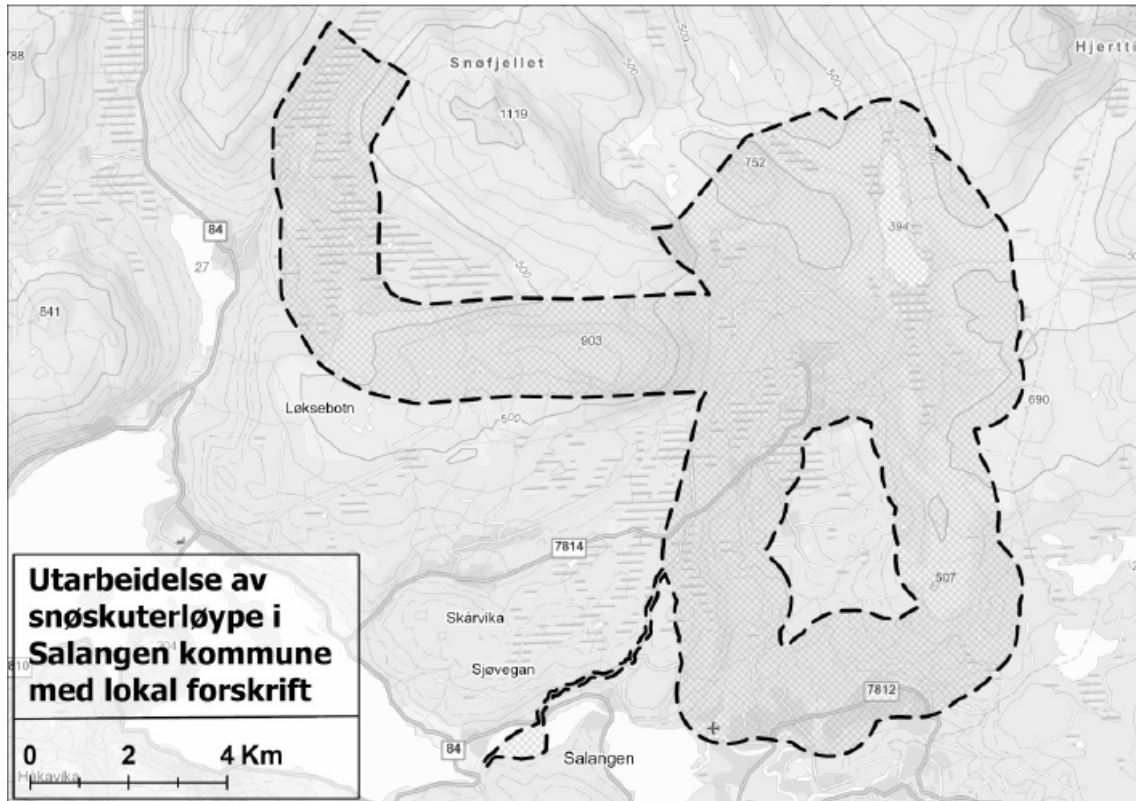 788
Snøfjellet
500
Hjertti
500
1119
752
84
27
394
500
841
903
690
Løksebotn
500
7814
507
Utarbeidelse av
snøskuterløype i
Salangen kommune
med lokal forskrift
Skårvika
Sjøvegan
7812
0 2 4 Km
84
Salangen